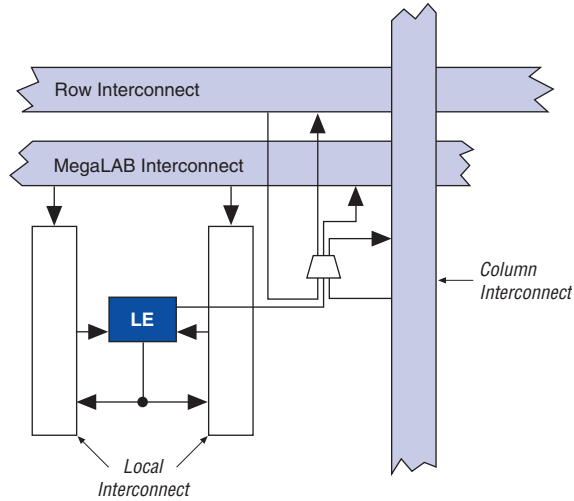 Row Interconnect
MegaLAB Interconnect
Column
Interconnect
LE
Local
Interconnect